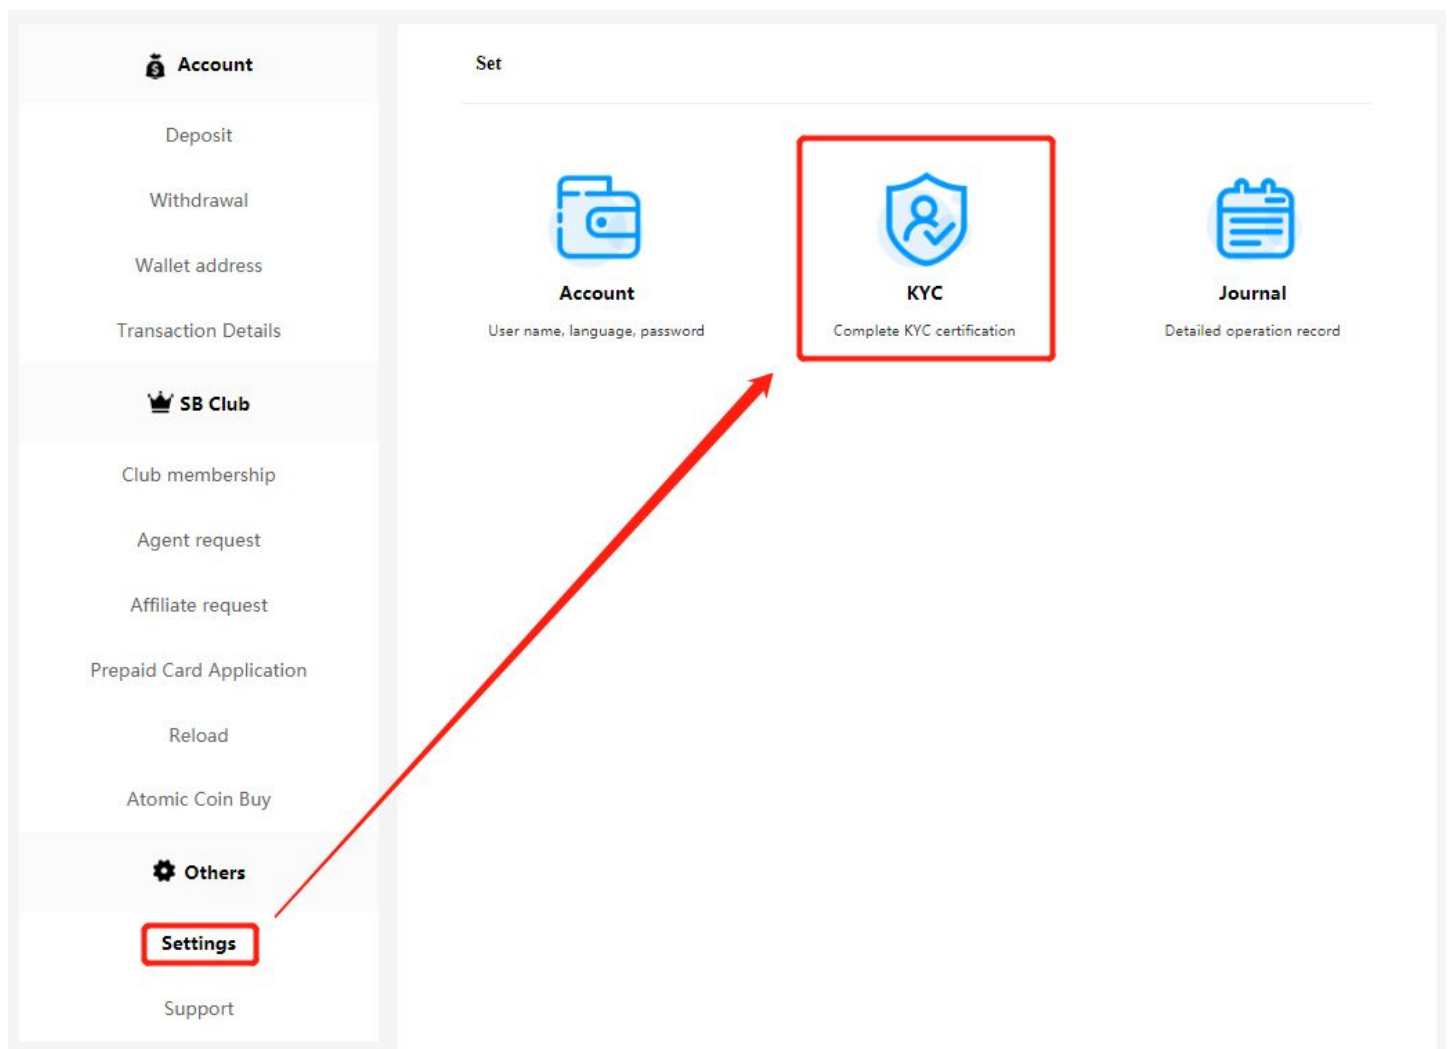 Account
Deposit
Withdrawal
Wallet address
Transaction Details
SB Club
Club membership
Agent request
Affiliate request
Prepaid Card Application
Reload
Atomic Coin Buy
Others
Settings
Support
Set
Account
User name, language, password
KYC
Complete KYC certification
Journal
Detailed operation record